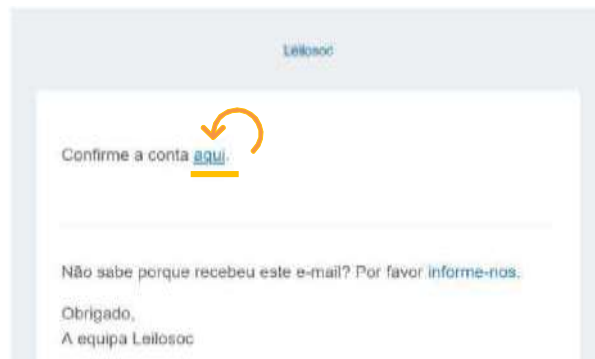 Leilosoc
Confirme a conta aqui.
Não sabe porque recebeu este e-mail? Por favor informe-nos.
Obrigado,
A equipa Leilosoc